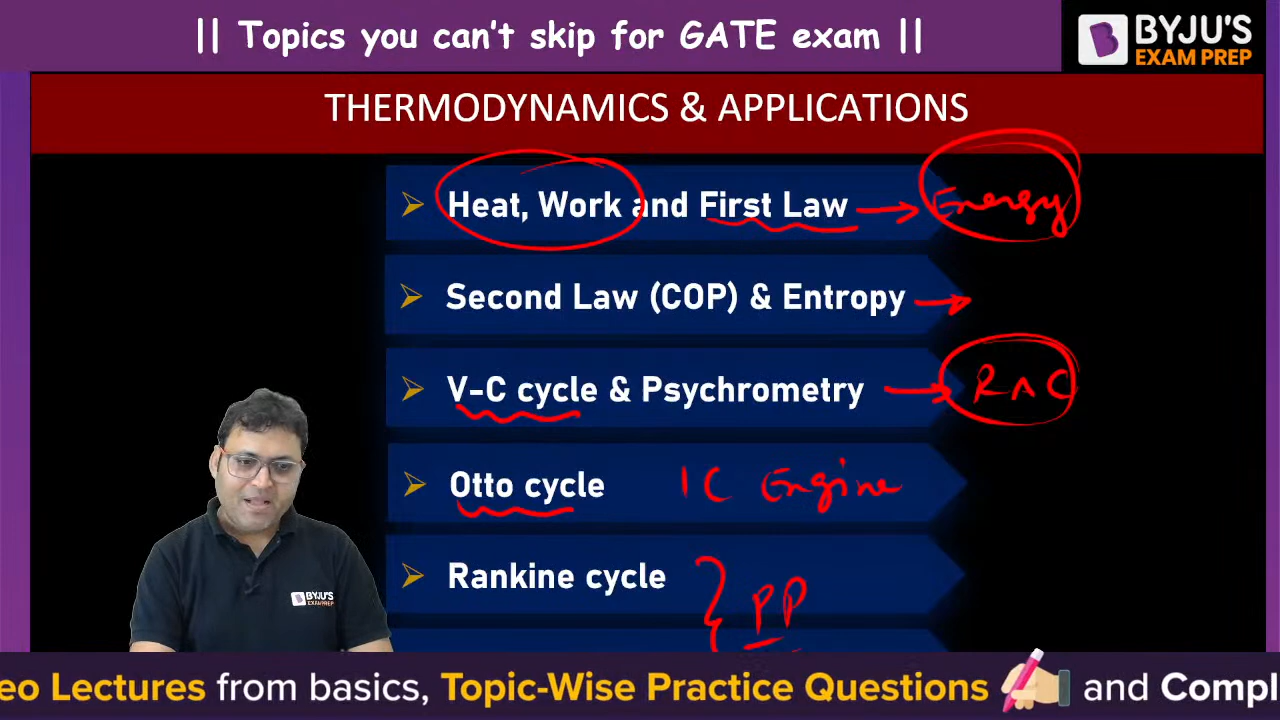 || Topics you can't skip for GATE exam ||
BYJU'S
EXAM PREP
THERMODYNAMICS & APPLICATIONS
Heat, Work and First Law → Energy
Second Law (COP) & Entropy →
V-C cycle & Psychrometry → RAC
Otto cycle IC Engine
Rankine cycle } PP
BYJU'S
EXAM PREP
eo Lectures from basics, Topic-Wise Practice Questions and Compl